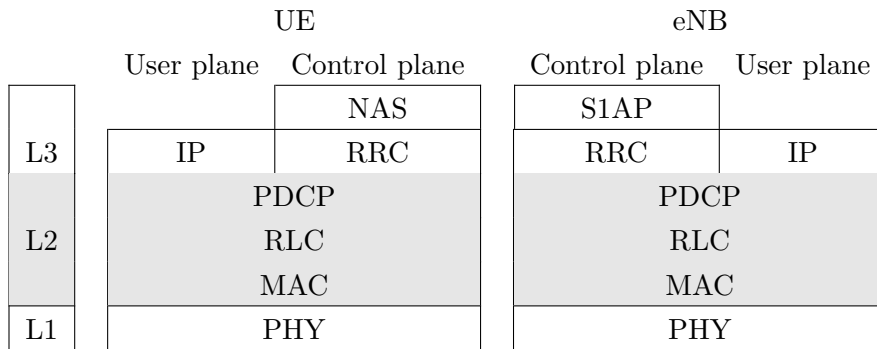 UE eNB
User plane Control plane Control plane User plane
NAS S1AP
L3 IP RRC RRC IP
PDCP PDCP
L2 RLC RLC
MAC MAC
L1 PHY PHY